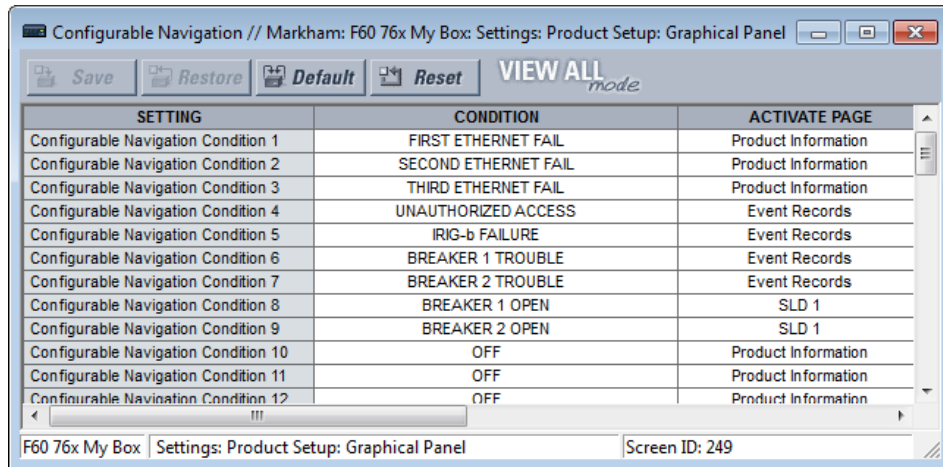 Configurable Navigation // Markham: F60 76x My Box: Settings: Product Setup: Graphical Panel
Save Restore Default Reset VIEW ALL mode
SETTING CONDITION ACTIVATE PAGE
Configurable Navigation Condition 1 FIRST ETHERNET FAIL Product Information
Configurable Navigation Condition 2 SECOND ETHERNET FAIL Product Information
Configurable Navigation Condition 3 THIRD ETHERNET FAIL Product Information
Configurable Navigation Condition 4 UNAUTHORIZED ACCESS Event Records
Configurable Navigation Condition 5 IRIG-b FAILURE Event Records
Configurable Navigation Condition 6 BREAKER 1 TROUBLE Event Records
Configurable Navigation Condition 7 BREAKER 2 TROUBLE Event Records
Configurable Navigation Condition 8 BREAKER 1 OPEN SLD 1
Configurable Navigation Condition 9 BREAKER 2 OPEN SLD 1
Configurable Navigation Condition 10 OFF Product Information
Configurable Navigation Condition 11 OFF Product Information
Configurable Navigation Condition 12 OFF Product Information
F60 76x My Box Settings: Product Setup: Graphical Panel Screen ID: 249